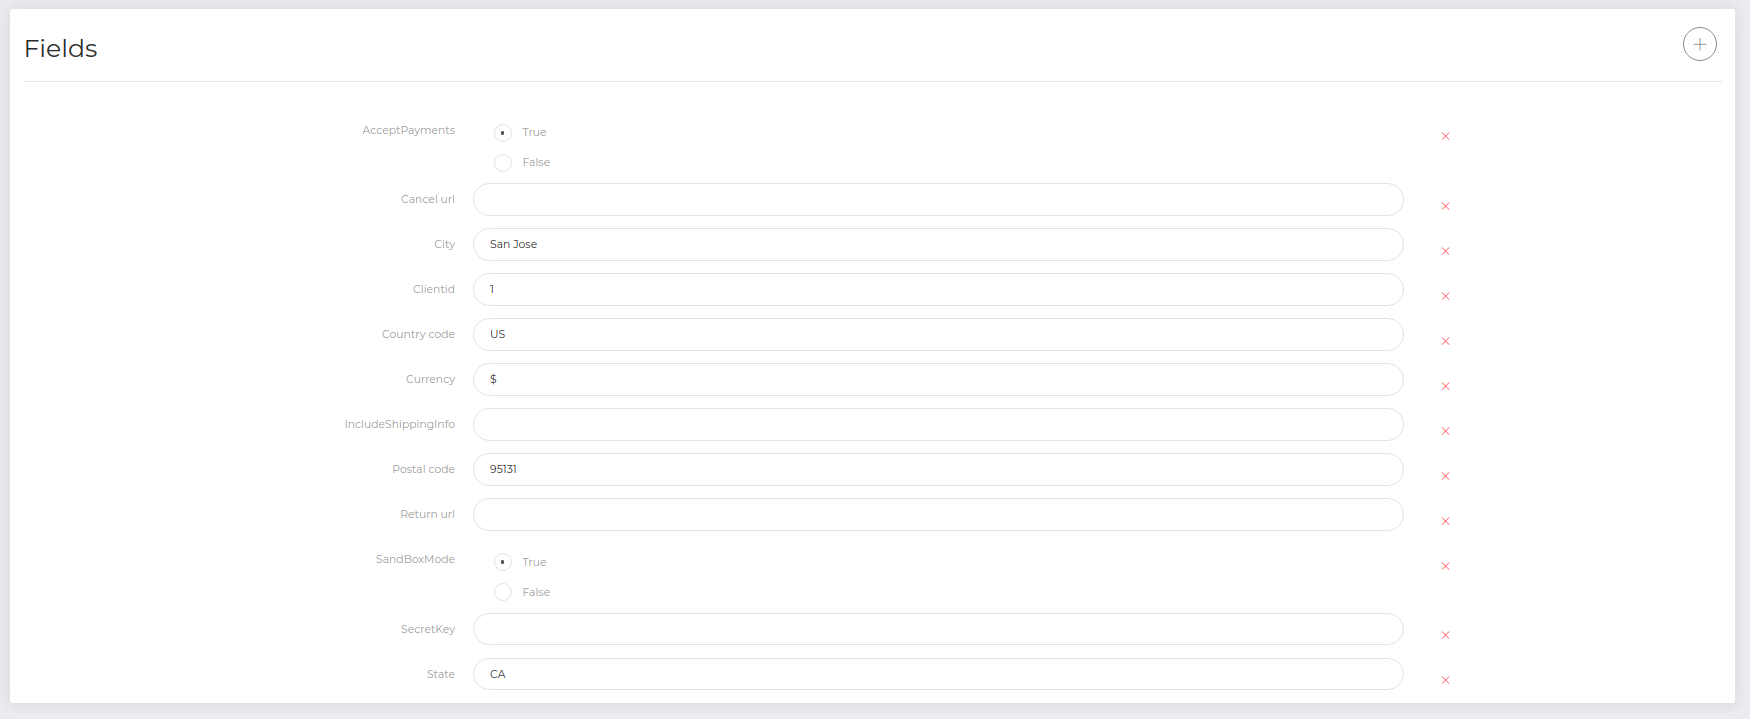 Fields
AcceptPayments
True
False
Cancel url
City San Jose
Clientid 1
Country code US
Currency $
IncludeShippingInfo
Postal code 95131
Return url
SandBoxMode
True
False
SecretKey
State CA